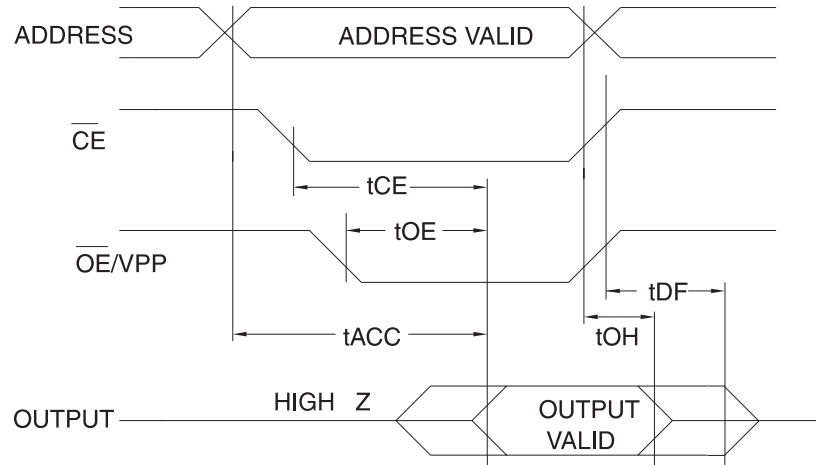 ADDRESS
ADDRESS VALID
CE
tCE
tOE
OE/VPP
tDF
tACC
tOH
HIGH Z
OUTPUT
OUTPUT
VALID